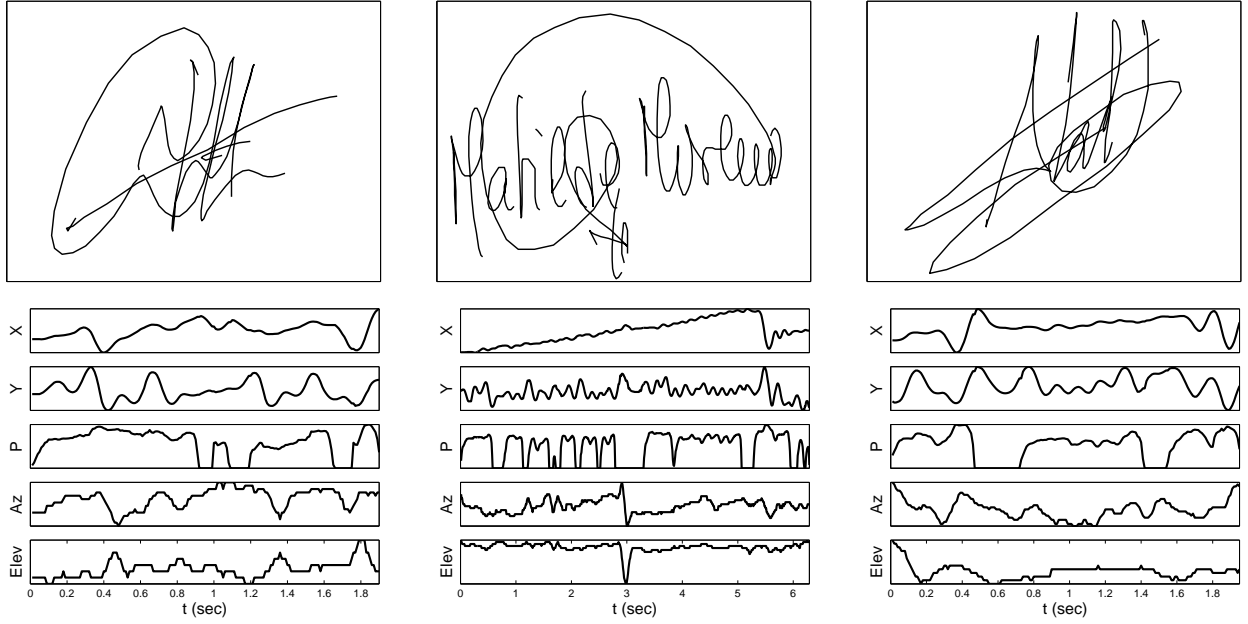 X X X
Y Y Y
P P P
Az Az Az
Elev Elev Elev
0 0.2 0.4 0.6 0.8 1 1.2 1.4 1.6 1.8 0 1 2 3 4 5 6 0 0.2 0.4 0.6 0.8 1 1.2 1.4 1.6 1.8
t (sec) t (sec) t (sec)